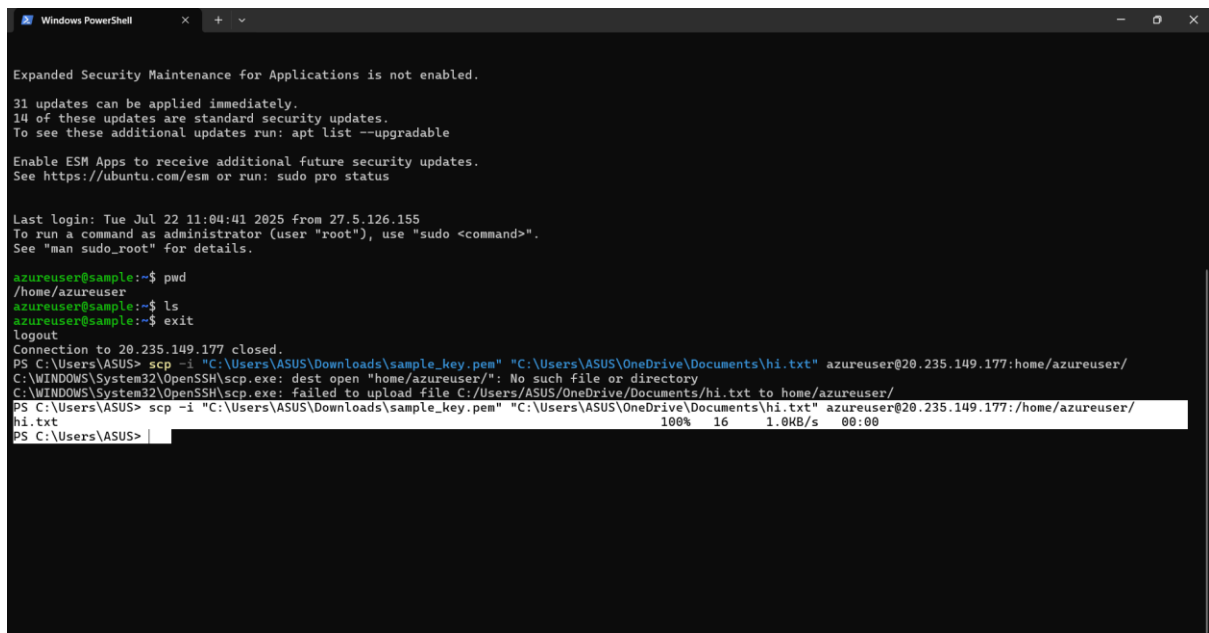 Windows PowerShell
Expanded Security Maintenance for Applications is not enabled.
31 updates can be applied immediately.
14 of these updates are standard security updates.
To see these additional updates run: apt list --upgradable
Enable ESM Apps to receive additional future security updates.
See https://ubuntu.com/esm or run: sudo pro status
Last login: Tue Jul 22 11:04:41 2025 from 27.5.126.155
To run a command as administrator (user "root"), use "sudo <command>".
See "man sudo_root" for details.
azureuser@sample:~$ pwd
/home/azureuser
azureuser@sample:~$ ls
azureuser@sample:~$ exit
logout
Connection to 20.235.149.177 closed.
PS C:\Users\ASUS> scp -i "C:\Users\ASUS\Downloads\sample_key.pem" "C:\Users\ASUS\OneDrive\Documents\hi.txt" azureuser@20.235.149.177:home/azureuser/
C:\WINDOWS\System32\OpenSSH\scp.exe: dest open "home/azureuser/": No such file or directory
C:\WINDOWS\System32\OpenSSH\scp.exe: failed to upload file C:/Users/ASUS/OneDrive/Documents/hi.txt to home/azureuser/
PS C:\Users\ASUS> scp -i "C:\Users\ASUS\Downloads\sample_key.pem" "C:\Users\ASUS\OneDrive\Documents\hi.txt" azureuser@20.235.149.177:/home/azureuser/
hi.txt 100% 16 1.0KB/s 00:00
PS C:\Users\ASUS>